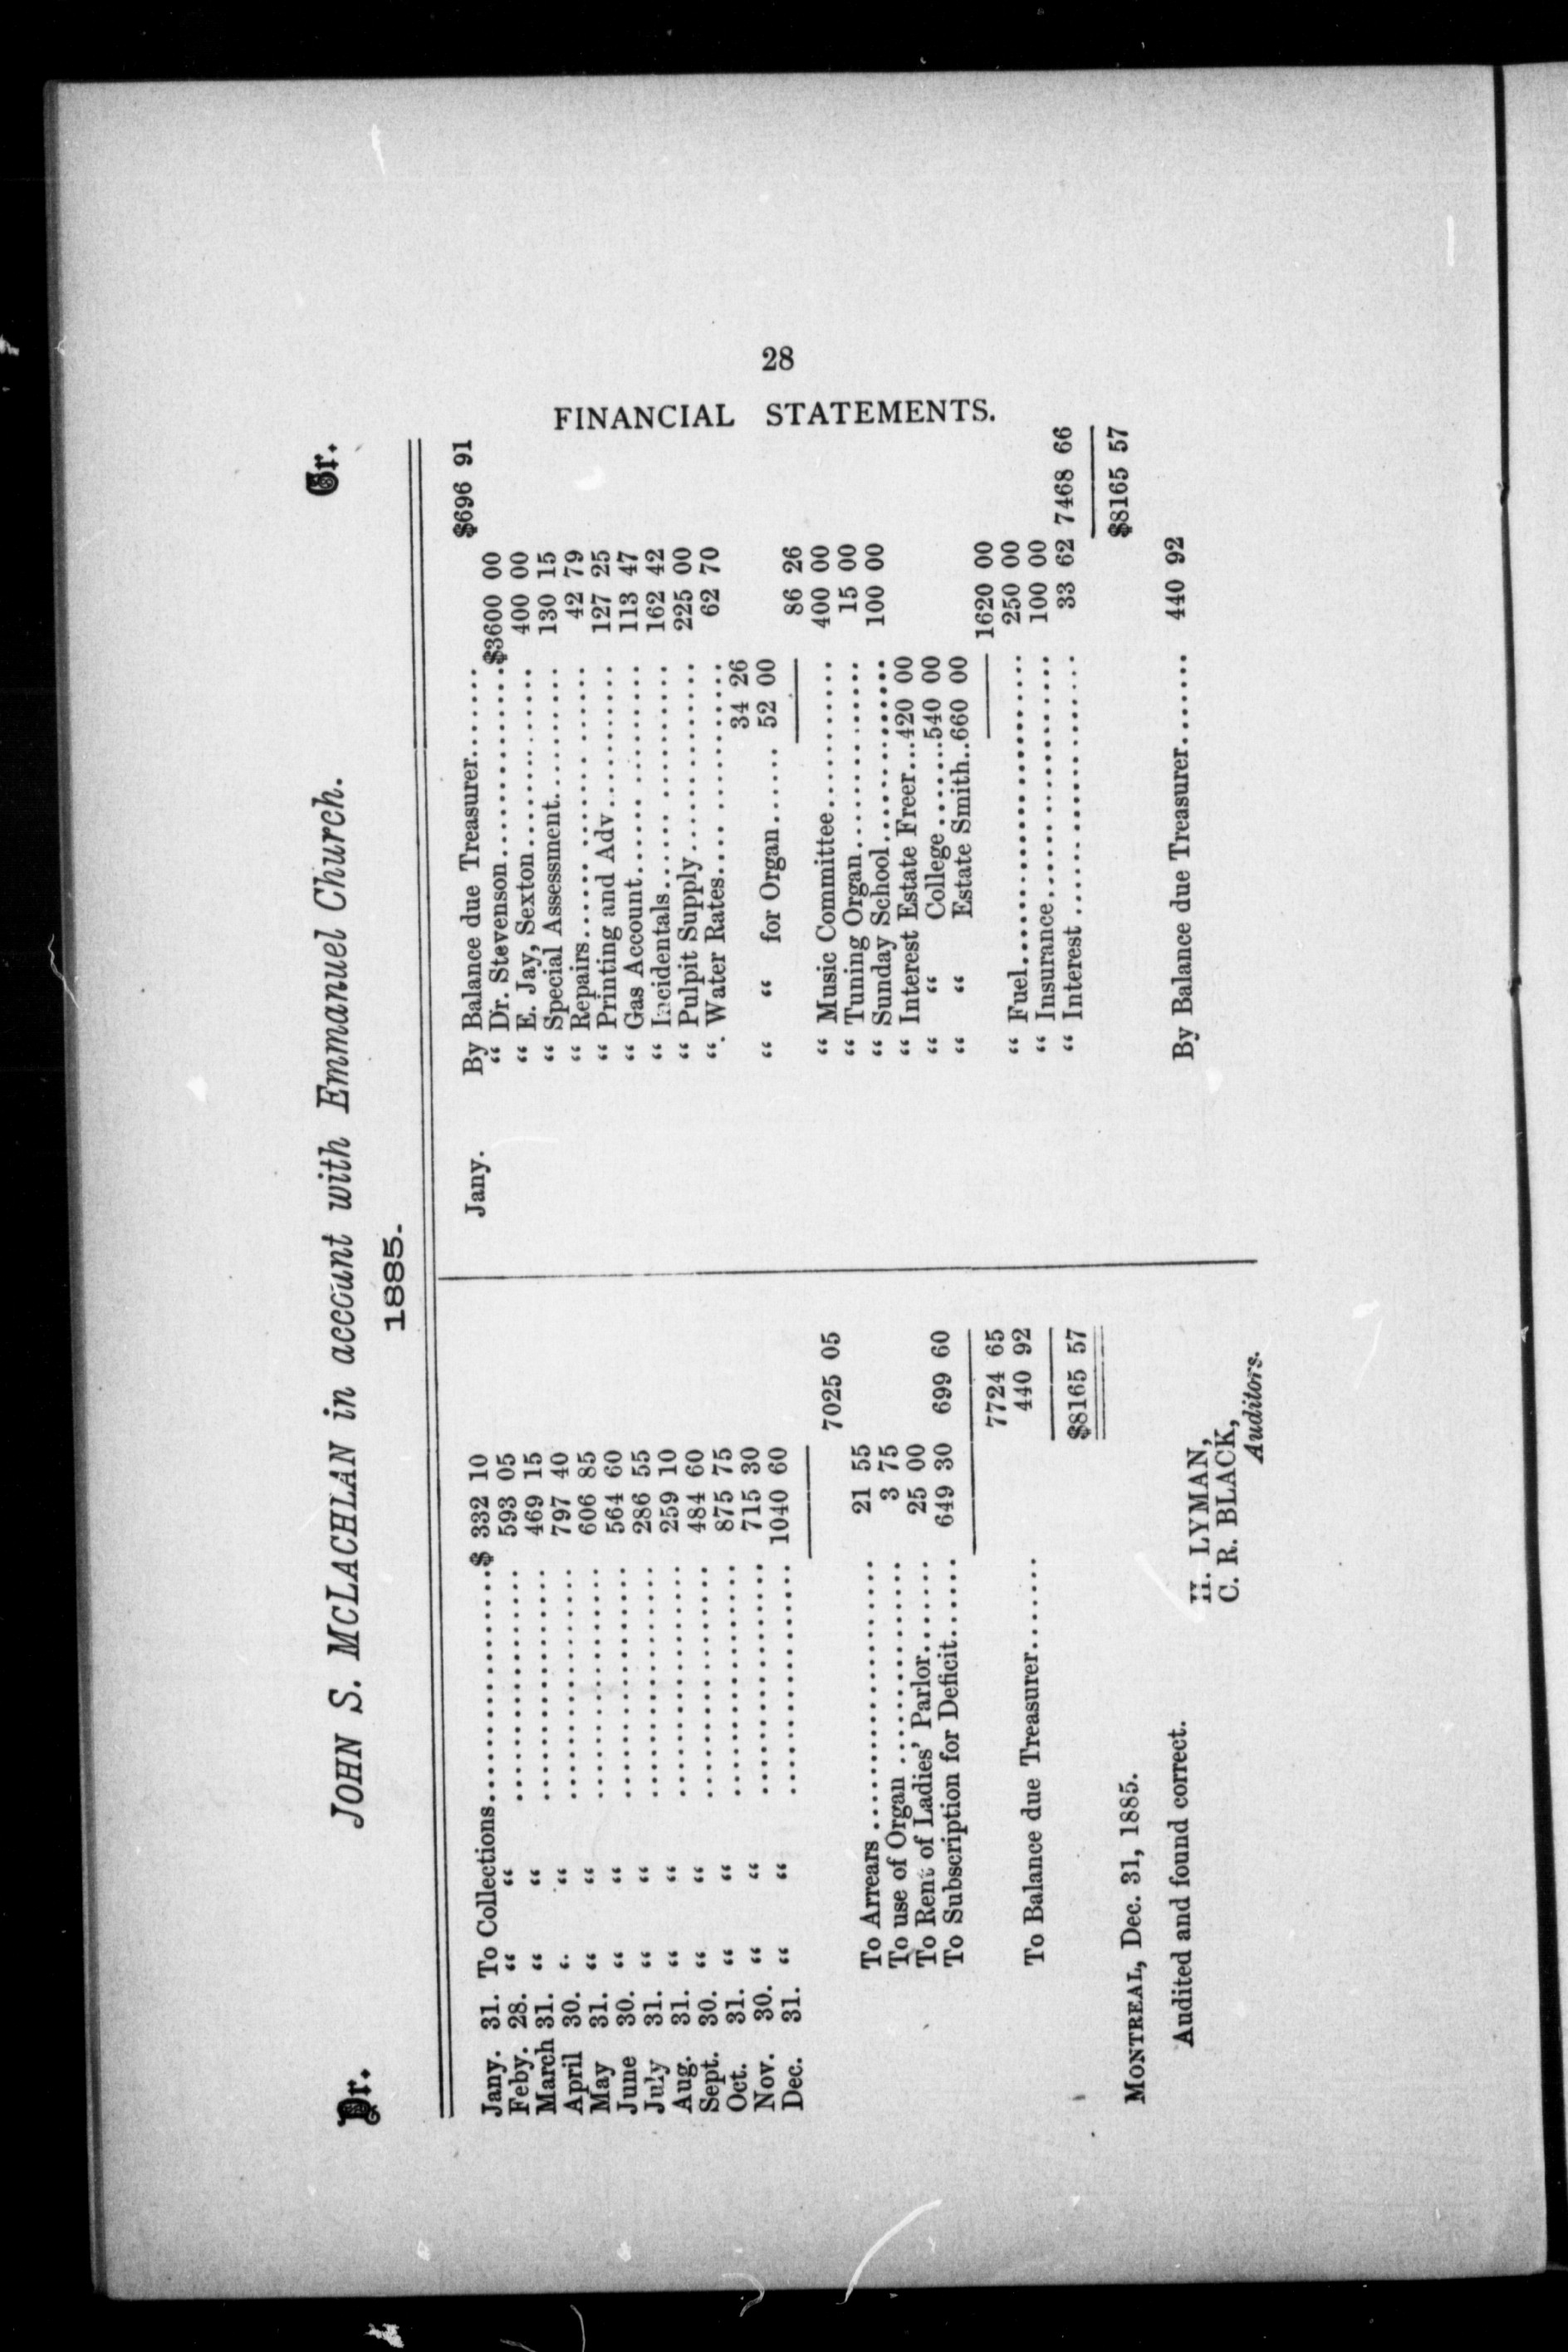 28
FINANCIAL STATEMENTS.
Dr. JOHN S. MCLACHLAN in account with Emmanuel Church. Cr.
1885.
Jany. 31. To Collections........................$ 332 10
Feby. 28. “ “ ........................ 593 05
March 31. “ “ ........................ 469 15
April 30. “ “ ........................ 797 40
May 31. “ “ ........................ 606 85
June 30. “ “ ........................ 564 60
July 31. “ “ ........................ 286 55
Aug. 31. “ “ ........................ 259 10
Sept. 30. “ “ ........................ 484 60
Oct. 31. “ “ ........................ 875 75
Nov. 30. “ “ ........................ 715 30
Dec. 31. “ “ ........................ 1040 60
7025 05
To Arrears ........................ 21 55
To use of Organ .................. 3 75
To Rent of Ladies' Parlor....... 25 00
To Subscription for Deficit...... 649 30 699 60
7724 65
To Balance due Treasurer....... 440 92
$8165 57
MONTREAL, Dec. 31, 1885.
Audited and found correct.
H. LYMAN,
C. R. BLACK,
Auditors.
Jany. By Balance due Treasurer....... $696 91
“ Dr. Stevenson..................$3600 00
“ E. Jay, Sexton.................. 400 00
“ Special Assessment............ 130 15
“ Repairs........................ 42 79
“ Printing and Adv.............. 127 25
“ Gas Account.................. 113 47
“ Incidentals..................... 162 42
“ Pulpit Supply.................. 225 00
“ Water Rates.................. 62 70
34 26
“ “ for Organ...... 52 00
86 26
“ Music Committee.............. 400 00
“ Tuning Organ.................. 15 00
“ Sunday School.................. 100 00
“ Interest Estate Freer...420 00
“ “ College.......540 00
“ “ Estate Smith..660 00
1620 00
“ Fuel........................... 250 00
“ Insurance..................... 100 00
“ Interest ..................... 33 62 7468 66
$8165 57
By Balance due Treasurer....... 440 92